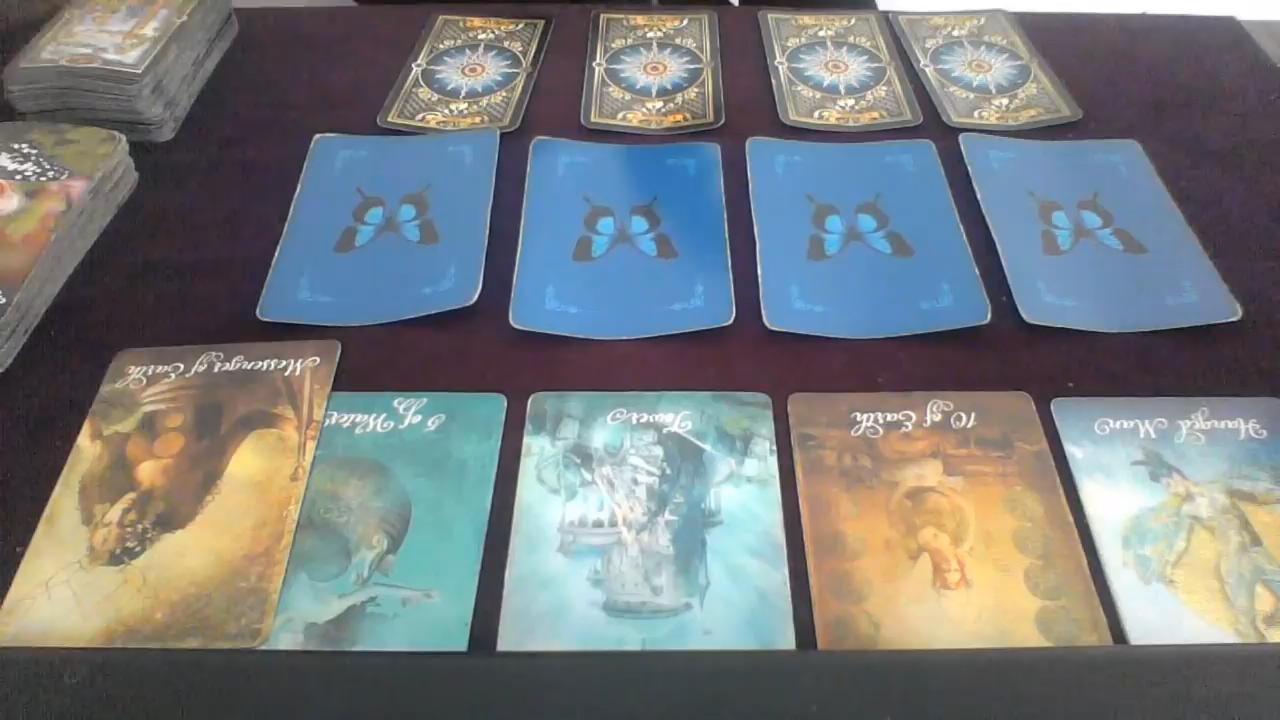 Messenger of Earth
5 of Water
Tower
10 of Earth
Hanged Man